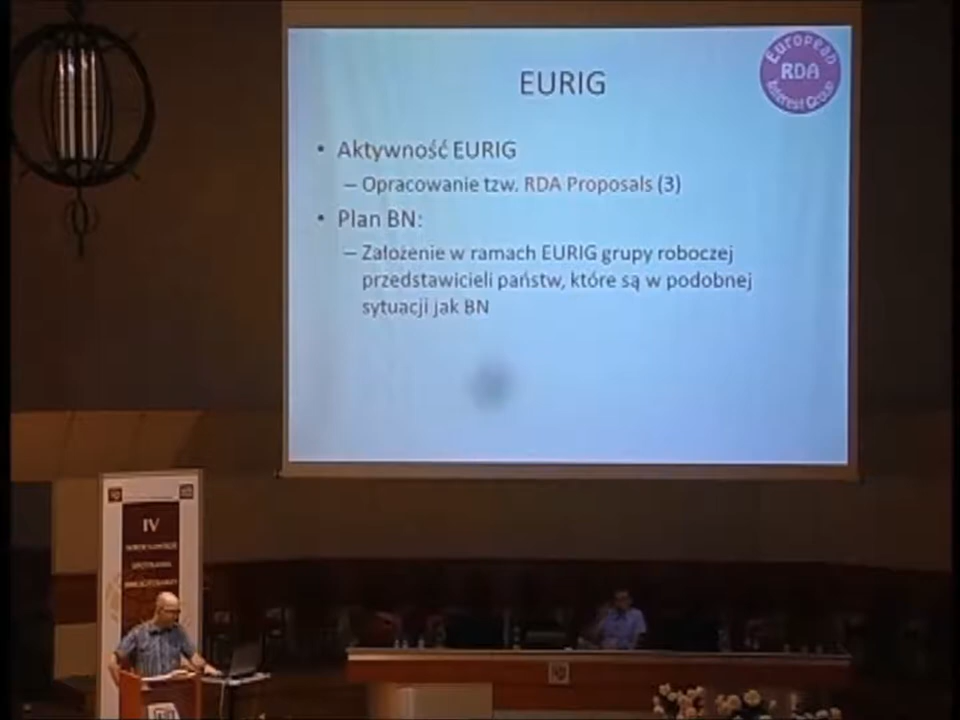 European
RDA
Interest Group
EURIG
• Aktywność EURIG
– Opracowanie tzw. RDA Proposals (3)
• Plan BN:
– Założenie w ramach EURIG grupy roboczej
przedstawicieli państw, które są w podobnej
sytuacji jak BN
IV
SPOTKANIA